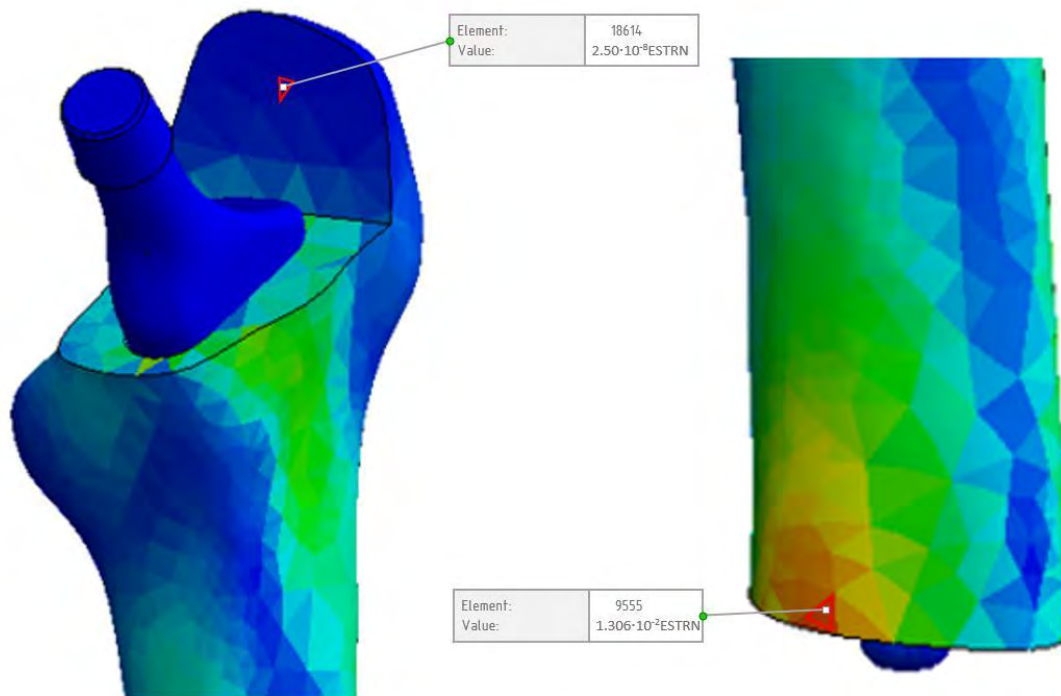 Element: 18614
Value: 2.50·10⁻⁸ESTRN
Element: 9555
Value: 1.306·10⁻²ESTRN